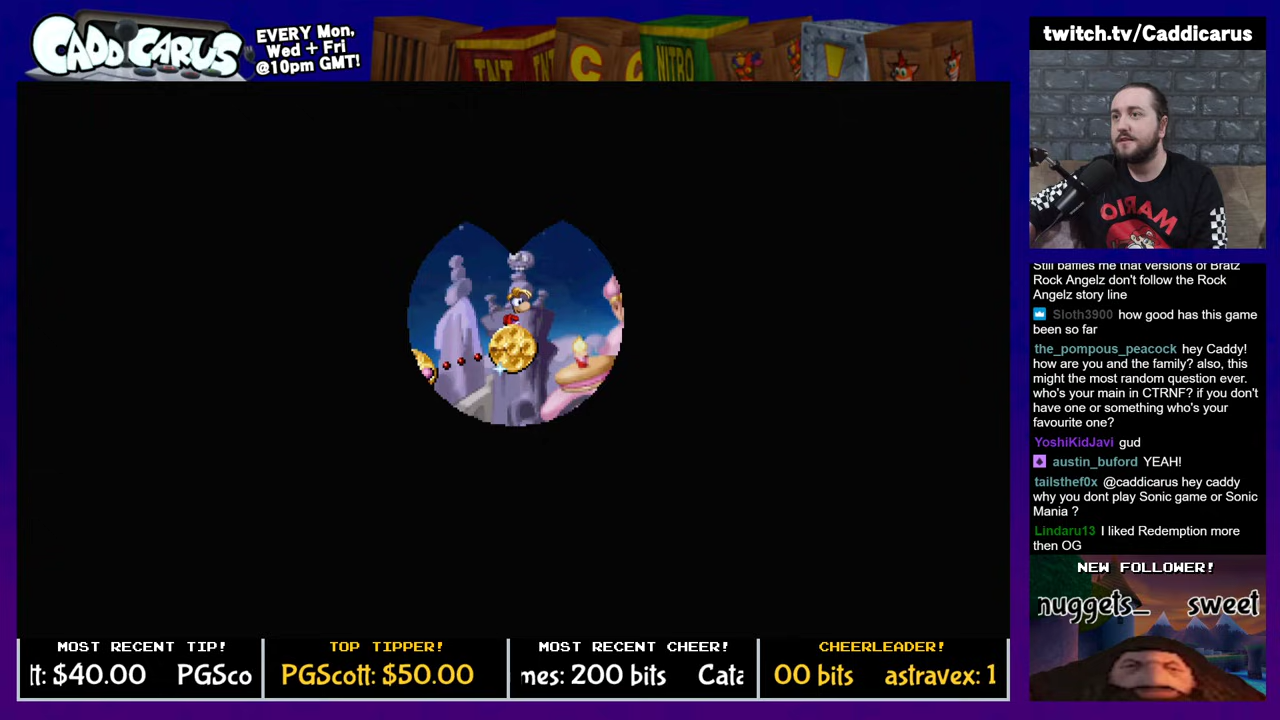 CADDICARUS
EVERY Mon,
Wed + Fri
@10pm GMT!
TNT
TNT
C
C
NITRO
twitch.tv/Caddicarus
MARIO
Still baffles me that versions of Bratz
Rock Angelz don't follow the Rock
Angelz story line
Sloth3900 how good has this game
been so far
the_pompous_peacock hey Caddy!
how are you and the family? also, this
might the most random question ever.
who's your main in CTRNF? if you don't
have one or something who's your
favourite one?
YoshiKidJavi gud
austin_buford YEAH!
tailsthef0x @caddicarus hey caddy
why you dont play Sonic game or Sonic
Mania ?
Lindaru13 I liked Redemption more
then OG
NEW FOLLOWER!
nuggets_ sweet
MOST RECENT TIP!
tt: $40.00 PGSco
TOP TIPPER!
PGScott: $50.00
MOST RECENT CHEER!
mes: 200 bits Cata
CHEERLEADER!
00 bits astravex: 1